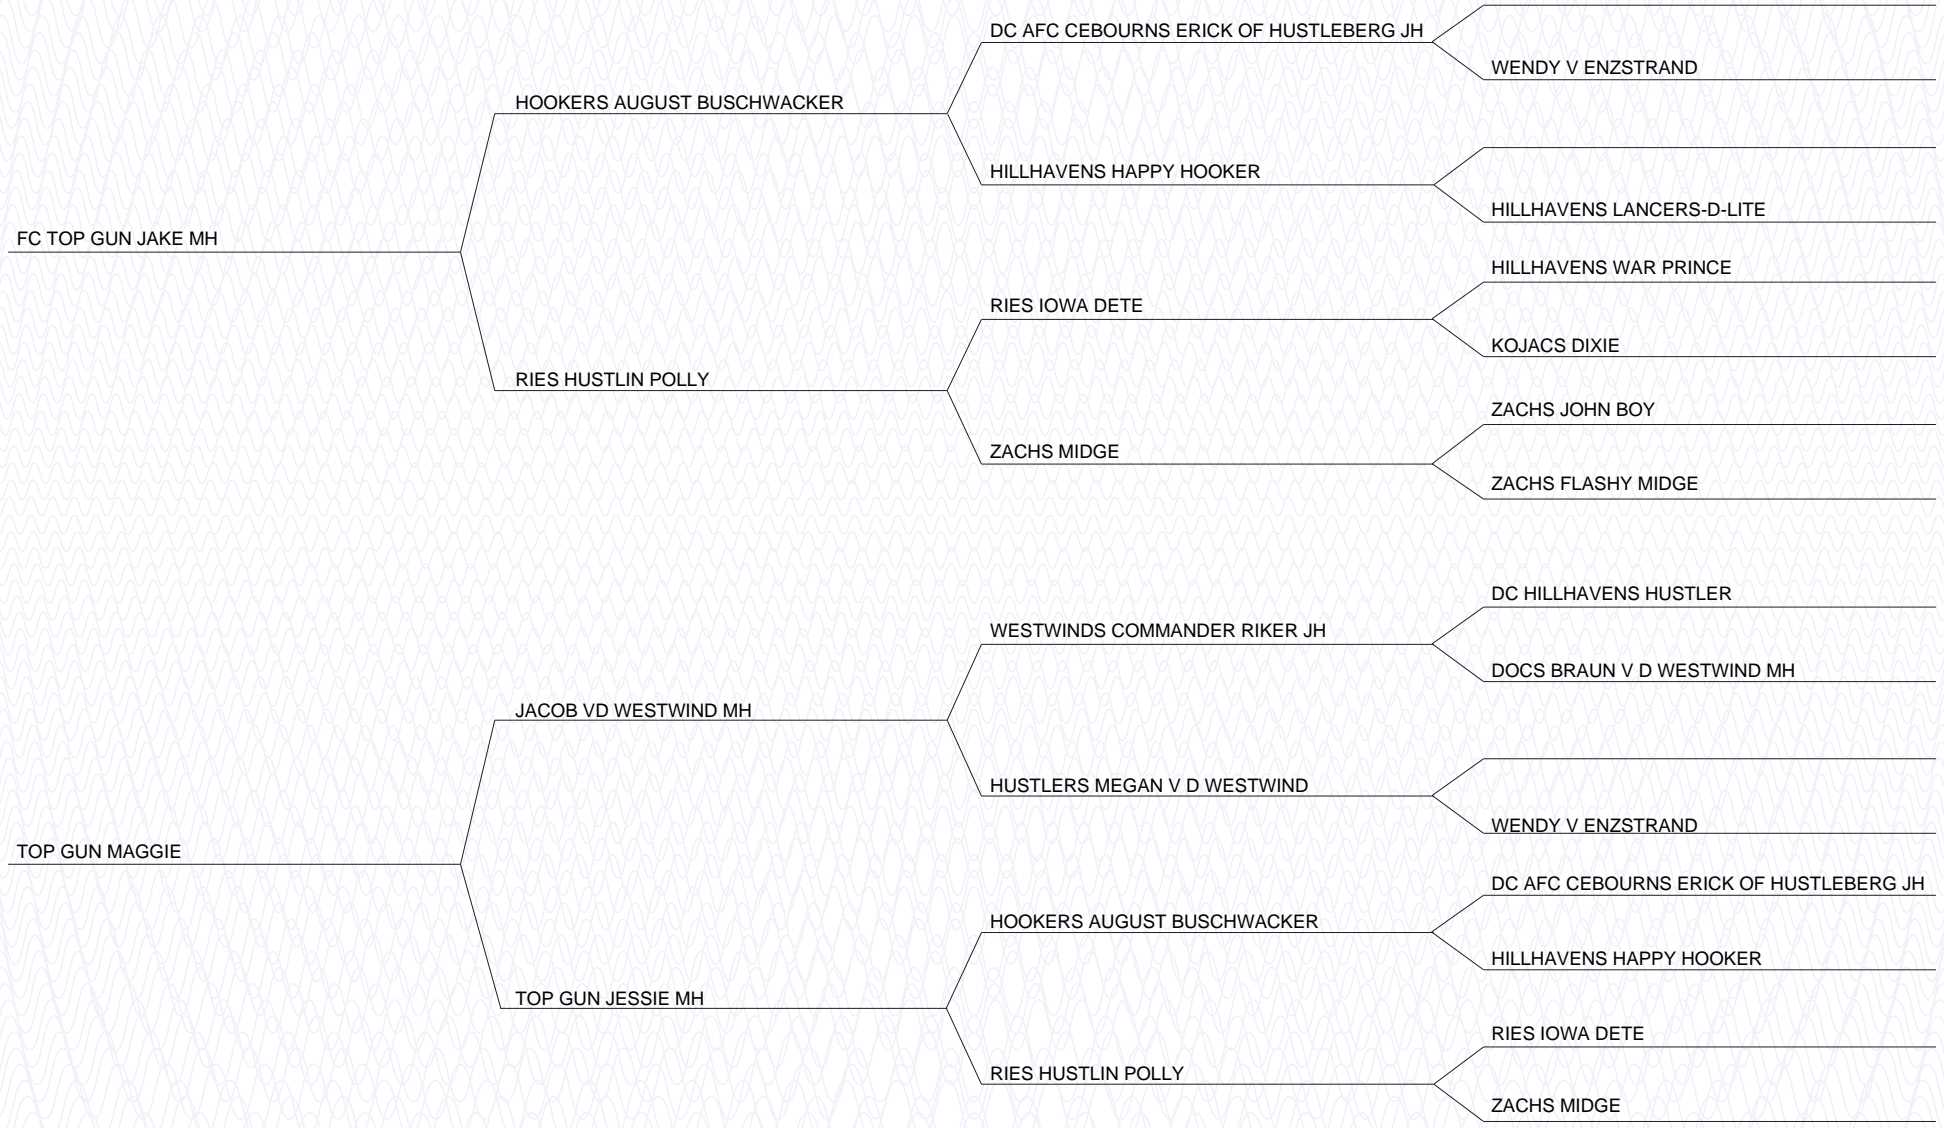 DC AFC CEBOURNS ERICK OF HUSTLEBERG JH
WENDY V ENZSTRAND
HOOKERS AUGUST BUSCHWACKER
HILLHAVENS HAPPY HOOKER
HILLHAVENS LANCERS-D-LITE
FC TOP GUN JAKE MH
HILLHAVENS WAR PRINCE
RIES IOWA DETE
KOJACS DIXIE
RIES HUSTLIN POLLY
ZACHS JOHN BOY
ZACHS MIDGE
ZACHS FLASHY MIDGE
DC HILLHAVENS HUSTLER
WESTWINDS COMMANDER RIKER JH
DOCS BRAUN V D WESTWIND MH
JACOB VD WESTWIND MH
HUSTLERS MEGAN V D WESTWIND
WENDY V ENZSTRAND
TOP GUN MAGGIE
DC AFC CEBOURNS ERICK OF HUSTLEBERG JH
HOOKERS AUGUST BUSCHWACKER
HILLHAVENS HAPPY HOOKER
TOP GUN JESSIE MH
RIES IOWA DETE
RIES HUSTLIN POLLY
ZACHS MIDGE